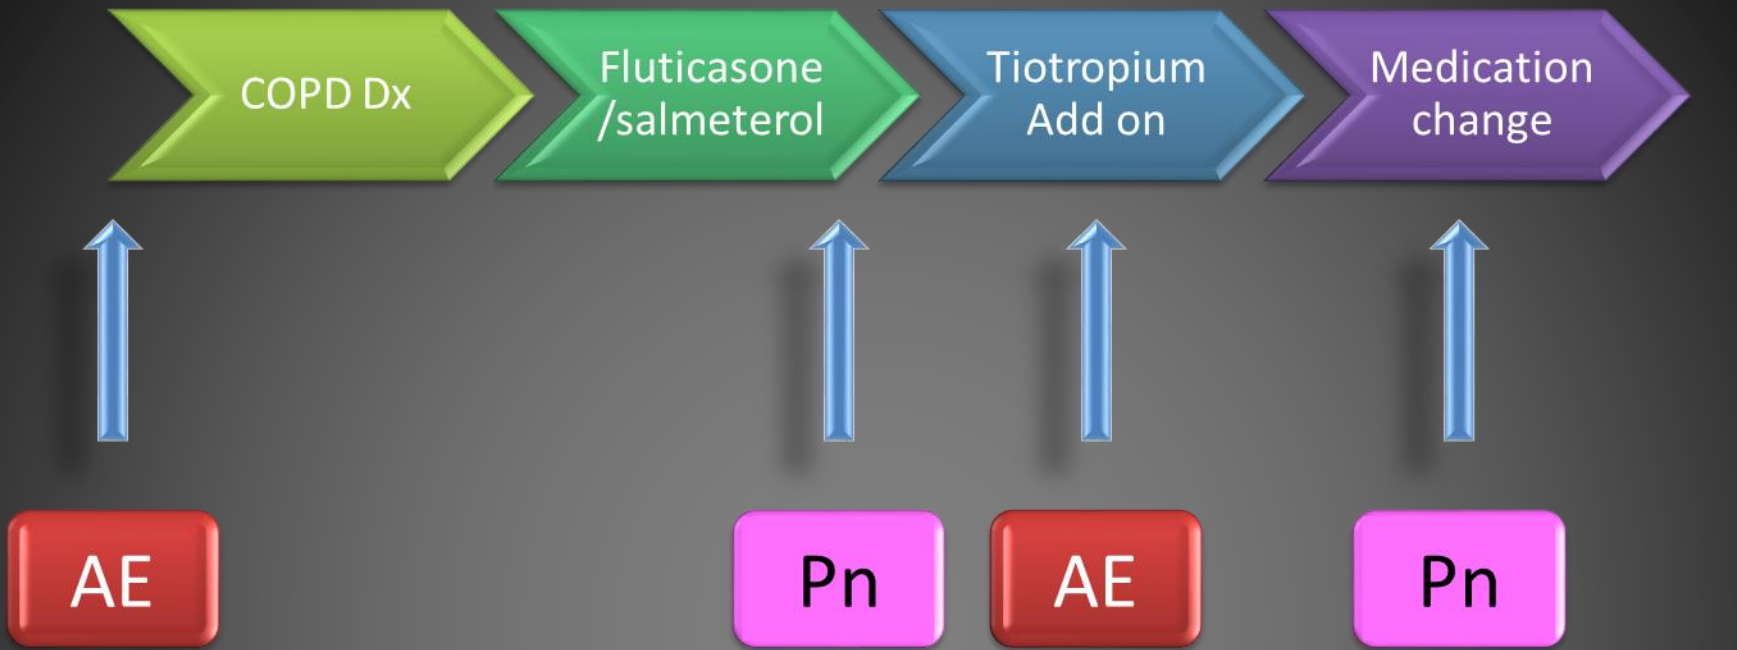 COPD Dx
Fluticasone
/salmeterol
Tiotropium
Add on
Medication
change
AE
Pn
AE
Pn